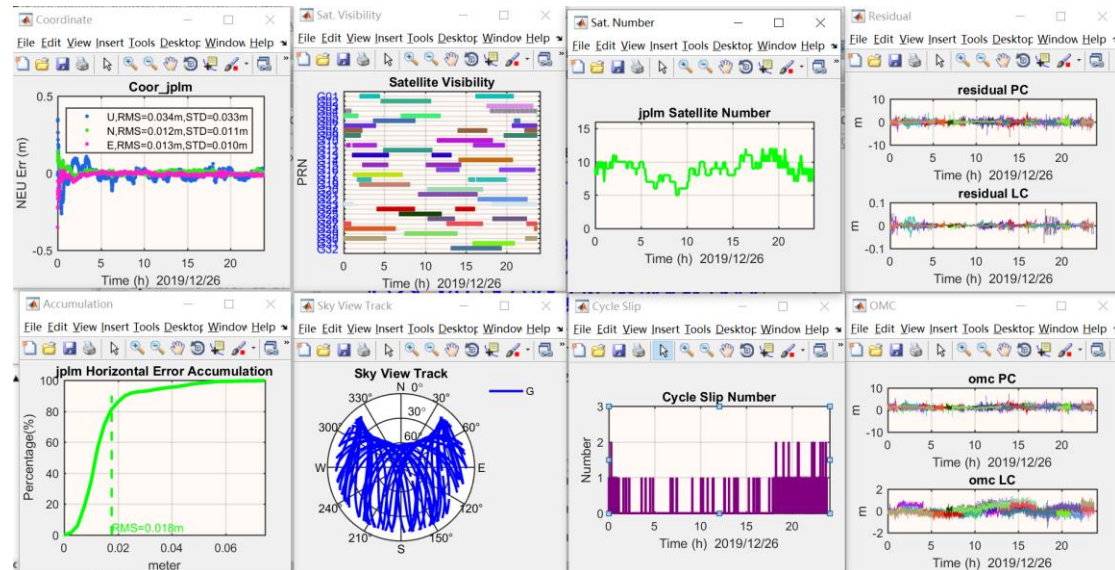 Coordinate
File Edit View Insert Tools Desktop Window Help
Coor_jplm
0.5
U,RMS=0.034m,STD=0.033m
N,RMS=0.012m,STD=0.011m
E,RMS=0.013m,STD=0.010m
NEU Err (m)
0
-0.5
0 5 10 15 20
Time (h) 2019/12/26
Sat. Visibility
File Edit View Insert Tools Desktop Window Help
Satellite Visibility
PRN
G01
G32
0 5 10 15 20
Time (h) 2019/12/26
Sat. Number
File Edit View Insert Tools Desktop Window Help
jplm Satellite Number
15
10
5
0
0 5 10 15 20
Time (h) 2019/12/26
Residual
File Edit View Insert Tools Desktop Window Help
residual PC
10
m
0
-10
0 5 10 15 20
Time (h) 2019/12/26
residual LC
0.1
m
0
-0.1
0 5 10 15 20
Time (h) 2019/12/26
Accumulation
File Edit View Insert Tools Desktop Window Help
jplm Horizontal Error Accumulation
100
80
60
Percentage(%)
40
20
RMS=0.018m
0
0 0.02 0.04 0.06
meter
Sky View Track
File Edit View Insert Tools Desktop Window Help
Sky View Track
G
N 0°
330° 30°
30°
300° 60° 60°
W E
240° 120°
210° 150°
S
Cycle Slip
File Edit View Insert Tools Desktop Window Help
Cycle Slip Number
3
2
Number
1
0
0 5 10 15 20
Time (h) 2019/12/26
OMC
File Edit View Insert Tools Desktop Window Help
omc PC
10
m
0
-10
0 5 10 15 20
Time (h) 2019/12/26
omc LC
2
m
0
-2
0 5 10 15 20
Time (h) 2019/12/26